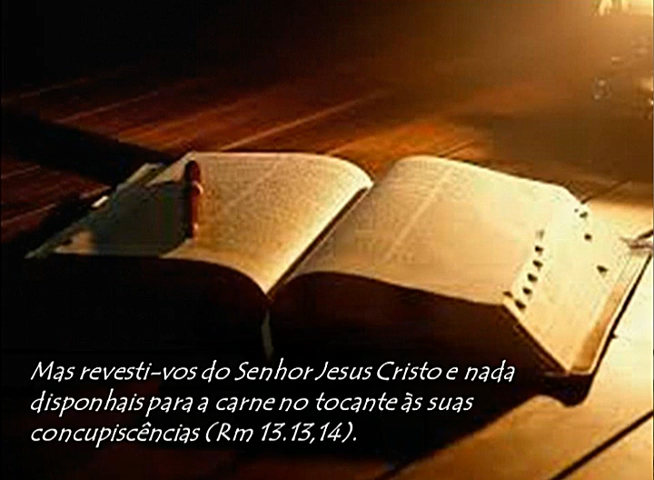 Mas revesti-vos do Senhor Jesus Cristo e nada
disponhais para a carne no tocante às suas
concupiscências (Rm 13.13,14).